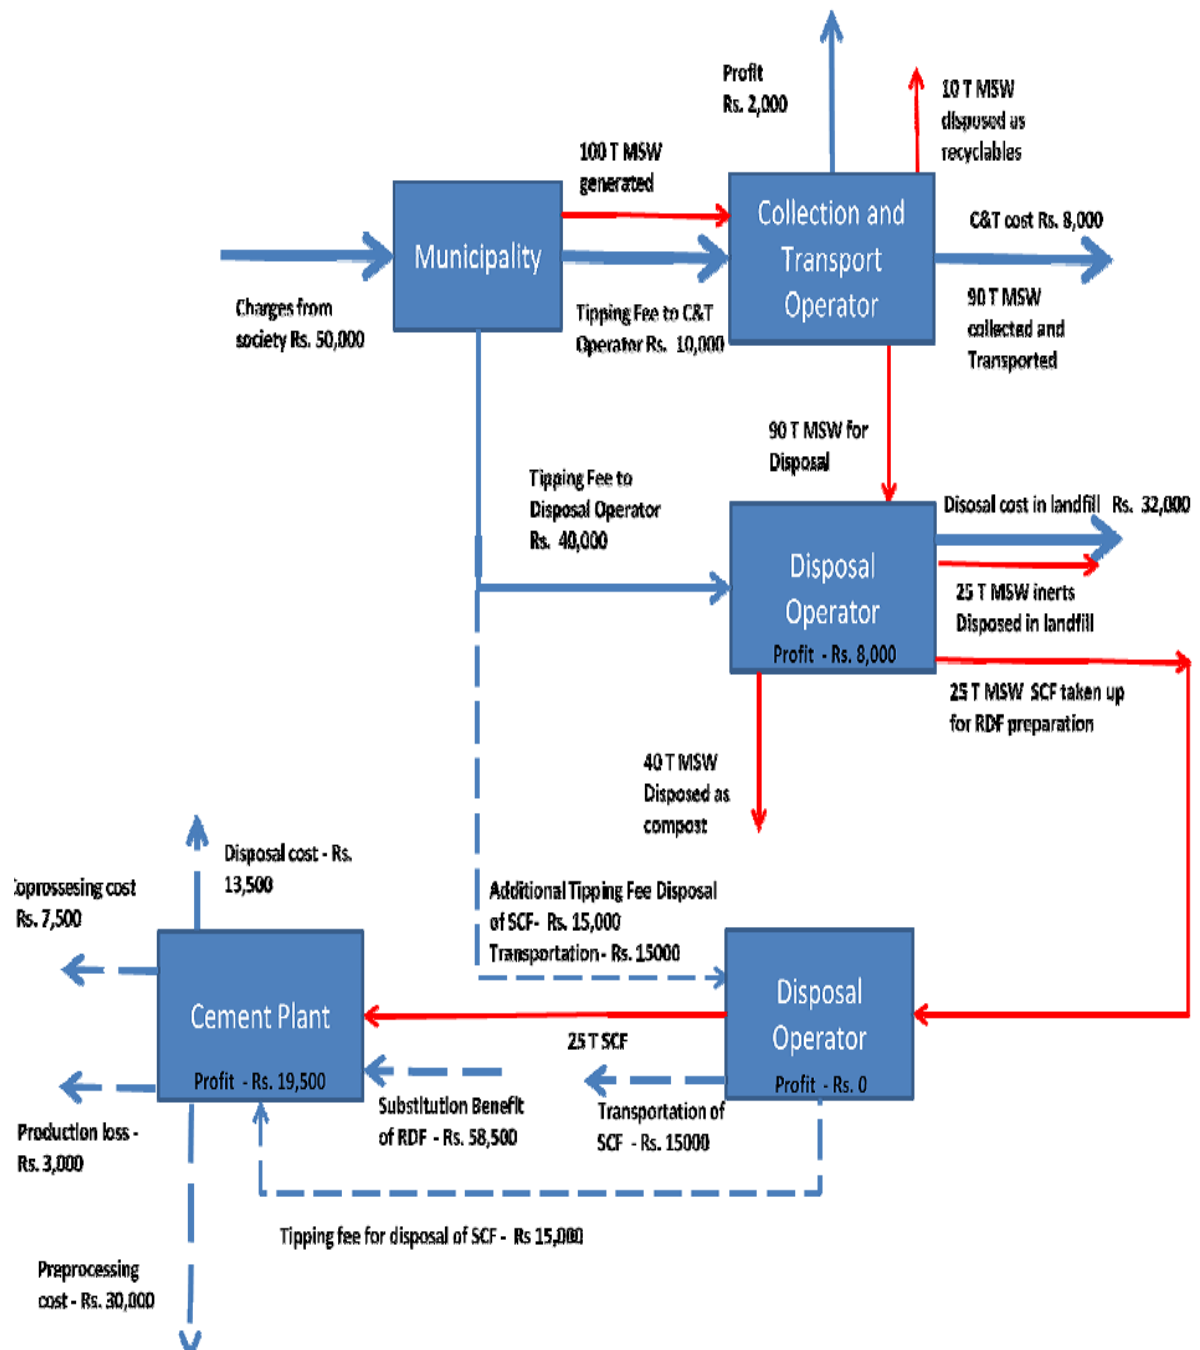 Profit
Rs. 2,000
10 T MSW
disposed as
recyclables
100 T MSW
generated
Municipality
Collection and
Transport
Operator
C&T cost Rs. 8,000
Charges from
society Rs. 50,000
Tipping Fee to C&T
Operator Rs. 10,000
90 T MSW
collected and
Transported
90 T MSW for
Disposal
Tipping Fee to
Disposal Operator
Rs. 40,000
Disosal cost in landfill Rs. 32,000
Disposal
Operator
Profit - Rs. 8,000
25 T MSW inerts
Disposed in landfill
25 T MSW SCF taken up
for RDF preparation
40 T MSW
Disposed as
compost
Disposal cost - Rs.
13,500
Coprossesing cost
Rs. 7,500
Additional Tipping Fee Disposal
of SCF- Rs. 15,000
Transportation - Rs. 15000
Cement Plant
Profit - Rs. 19,500
Disposal
Operator
Profit - Rs. 0
25 T SCF
Substitution Benefit
of RDF - Rs. 58,500
Transportation of
SCF - Rs. 15000
Production loss -
Rs. 3,000
Tipping fee for disposal of SCF - Rs 15,000
Preprocessing
cost - Rs. 30,000